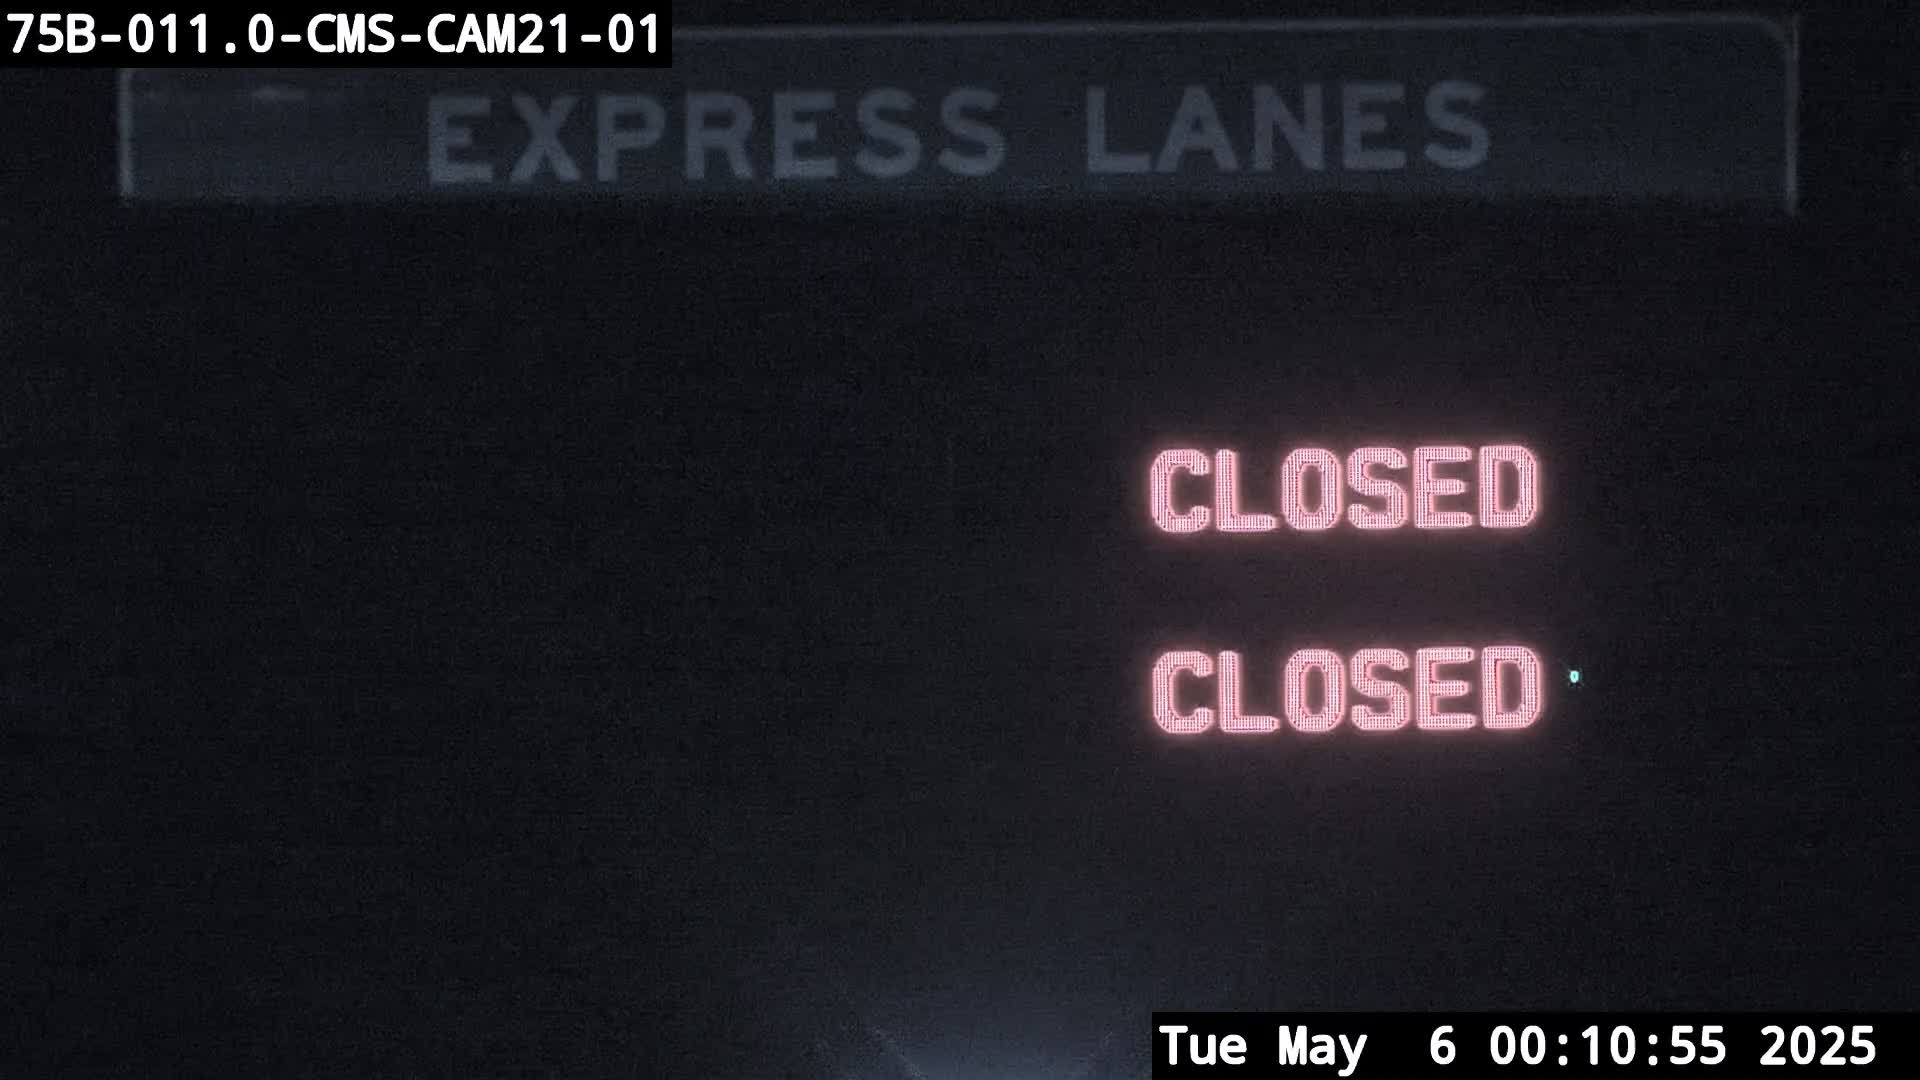 75B-011.0-CMS-CAM21-01
EXPRESS LANES
CLOSED
CLOSED
Tue May  6 00:10:55 2025